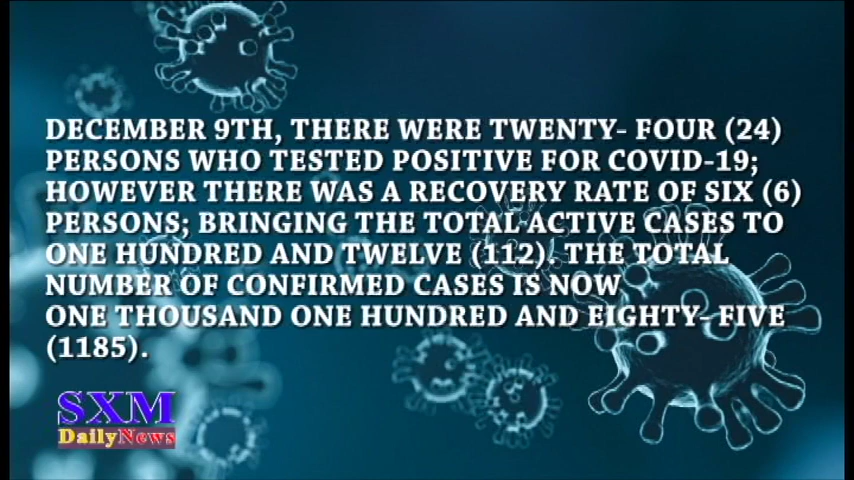 DECEMBER 9TH, THERE WERE TWENTY- FOUR (24)
PERSONS WHO TESTED POSITIVE FOR COVID-19;
HOWEVER THERE WAS A RECOVERY RATE OF SIX (6)
PERSONS; BRINGING THE TOTAL ACTIVE CASES TO
ONE HUNDRED AND TWELVE (112). THE TOTAL
NUMBER OF CONFIRMED CASES IS NOW
ONE THOUSAND ONE HUNDRED AND EIGHTY- FIVE
(1185).
SXM
DailyNews